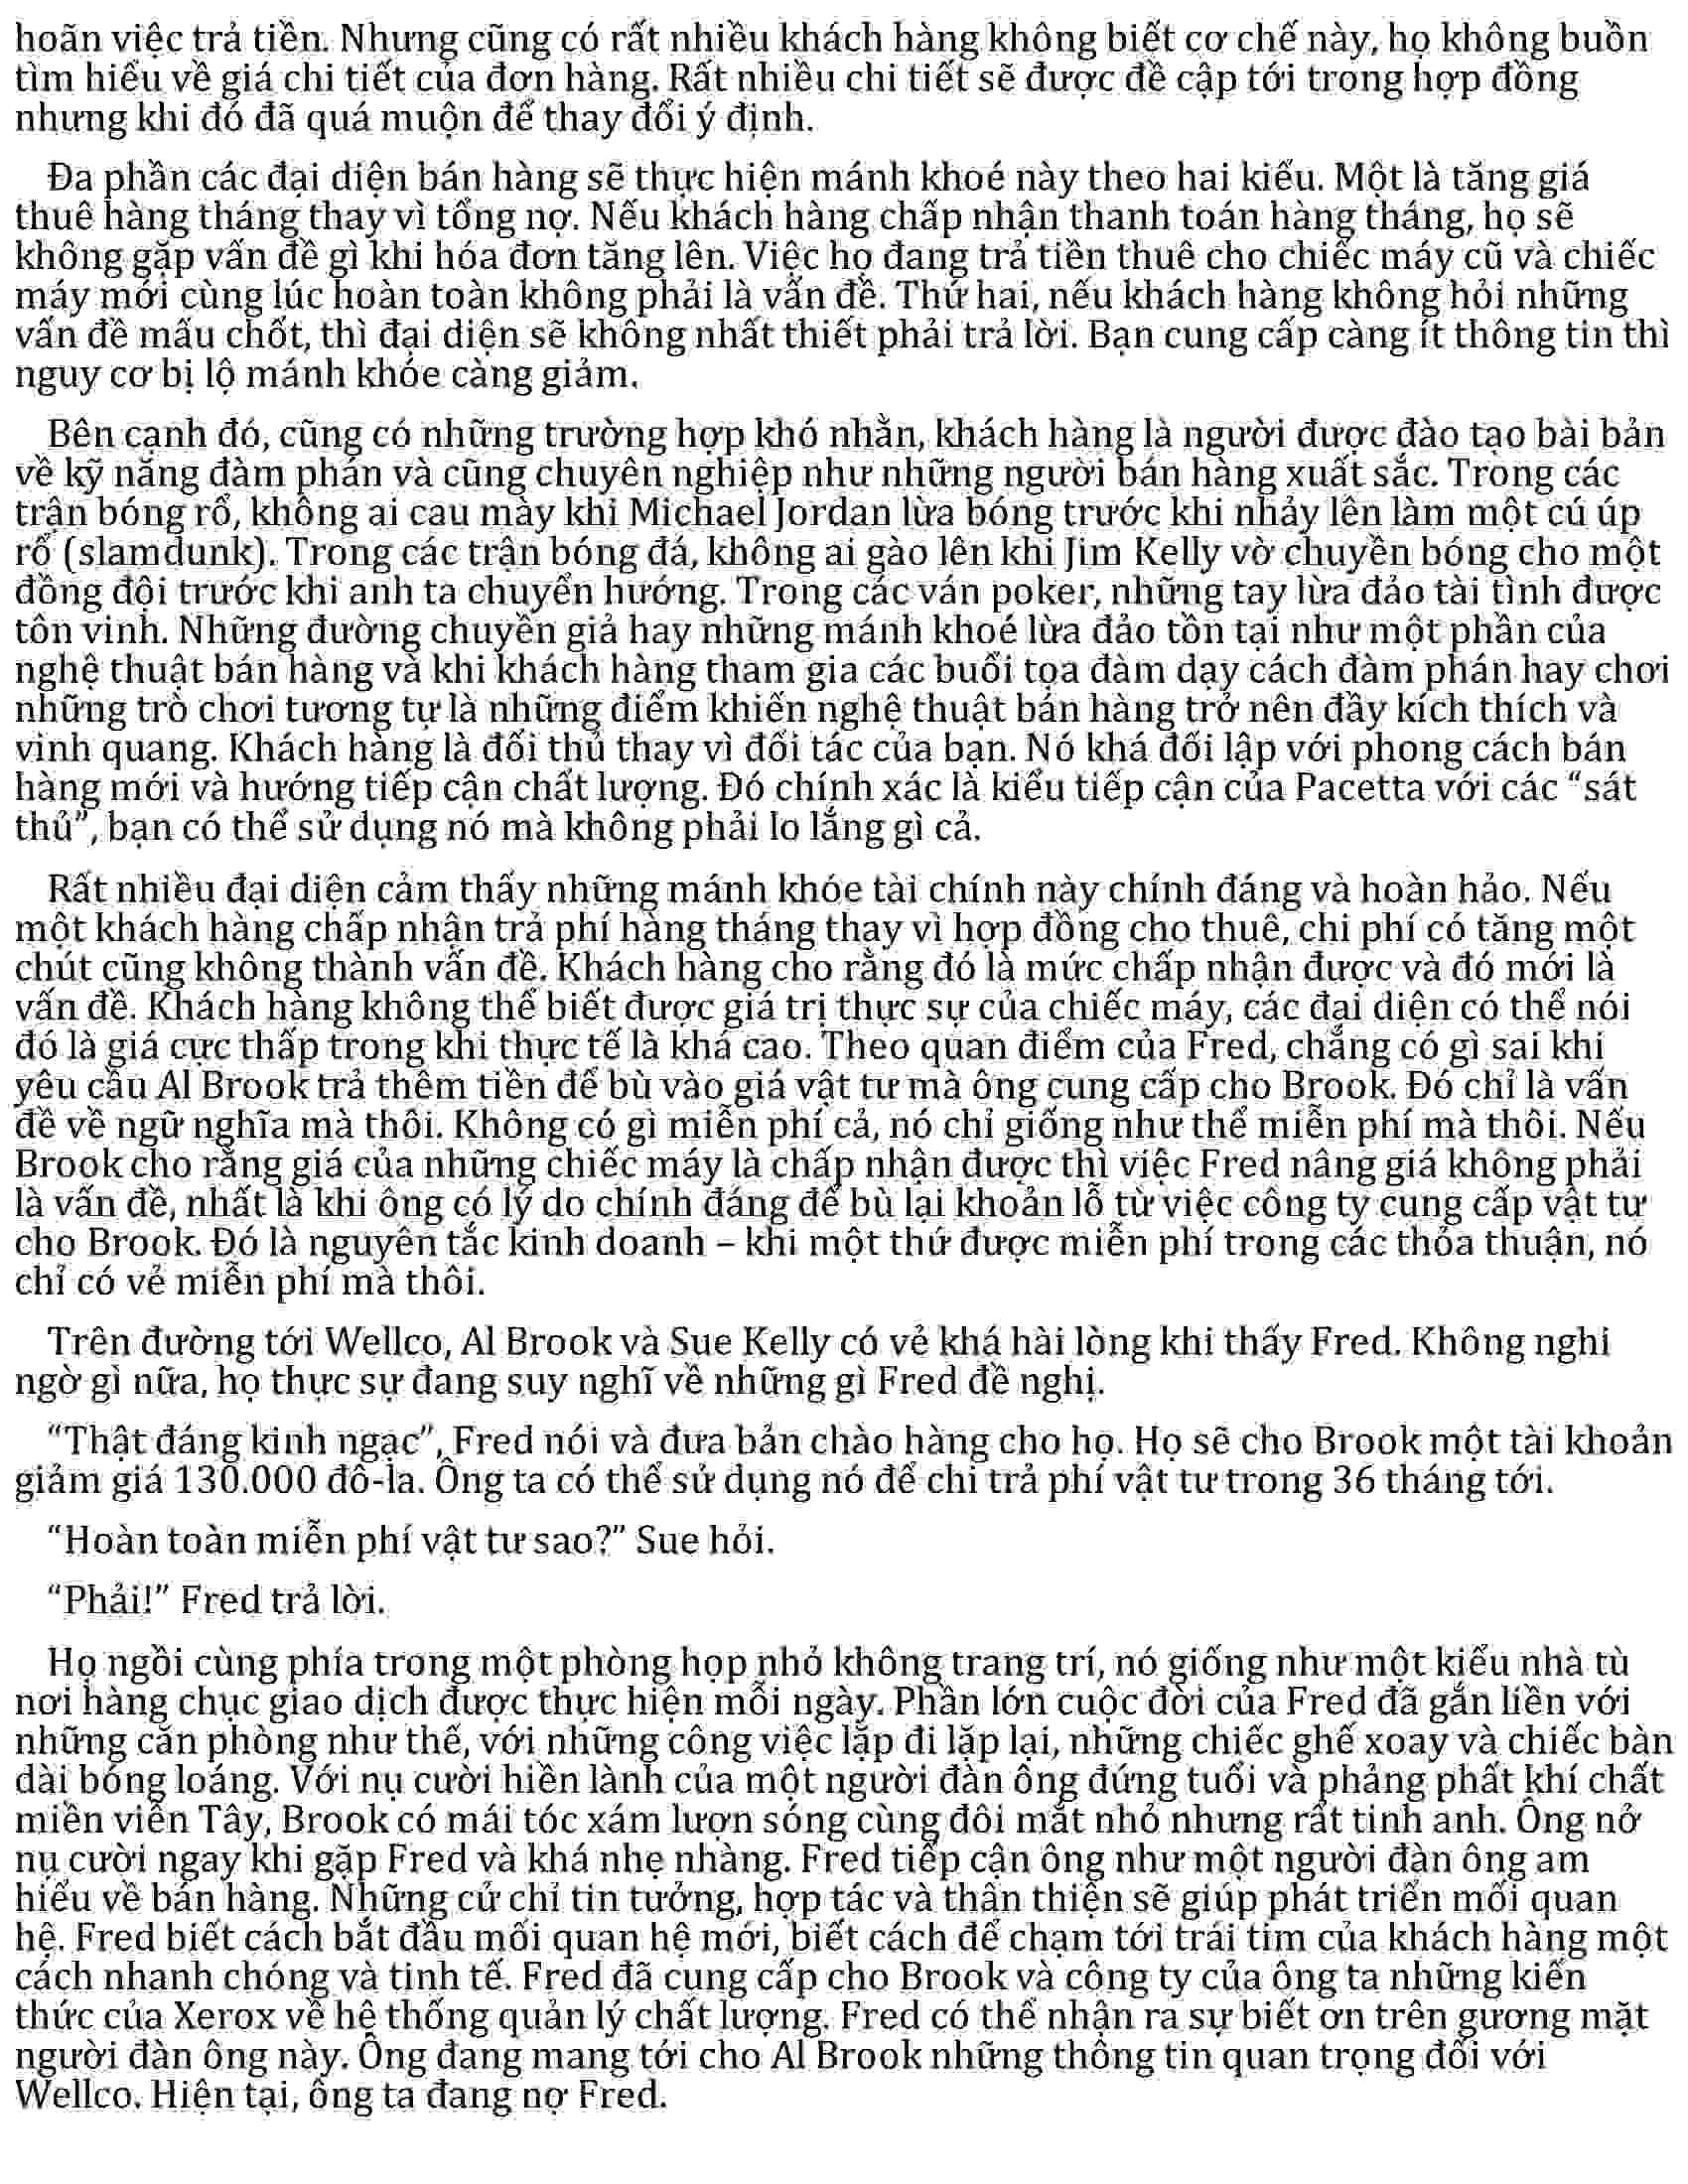 hoãn việc trả tiền. Nhưng cũng có rất nhiều khách hàng không biết cơ chế này, họ không buồn
tìm hiểu về giá chi tiết của đơn hàng. Rất nhiều chi tiết sẽ được đề cập tới trong hợp đồng
nhưng khi đó đã quá muộn để thay đổi ý định.
Đa phần các đại diện bán hàng sẽ thực hiện mánh khoé này theo hai kiểu. Một là tăng giá
thuê hàng tháng thay vì tổng nợ. Nếu khách hàng chấp nhận thanh toán hàng tháng, họ sẽ
không gặp vấn đề gì khi hóa đơn tăng lên. Việc họ đang trả tiền thuê cho chiếc máy cũ và chiếc
máy mới cùng lúc hoàn toàn không phải là vấn đề. Thứ hai, nếu khách hàng không hỏi những
vấn đề mấu chốt, thì đại diện sẽ không nhất thiết phải trả lời. Bạn cung cấp càng ít thông tin thì
nguy cơ bị lộ mánh khóe càng giảm.
Bên cạnh đó, cũng có những trường hợp khó nhằn, khách hàng là người được đào tạo bài bản
về kỹ năng đàm phán và cũng chuyên nghiệp như những người bán hàng xuất sắc. Trong các
trận bóng rổ, không ai cau mày khi Michael Jordan lừa bóng trước khi nhảy lên làm một cú úp
rổ (slamdunk). Trong các trận bóng đá, không ai gào lên khi Jim Kelly vờ chuyền bóng cho một
đồng đội trước khi anh ta chuyển hướng. Trong các ván poker, những tay lừa đảo tài tình được
tôn vinh. Những đường chuyền giả hay những mánh khoé lừa đảo tồn tại như một phần của
nghệ thuật bán hàng và khi khách hàng tham gia các buổi tọa đàm dạy cách đàm phán hay chơi
những trò chơi tương tự là những điểm khiến nghệ thuật bán hàng trở nên đầy kích thích và
vinh quang. Khách hàng là đối thủ thay vì đối tác của bạn. Nó khá đối lập với phong cách bán
hàng mới và hướng tiếp cận chất lượng. Đó chính xác là kiểu tiếp cận của Pacetta với các “sát
thủ”, bạn có thể sử dụng nó mà không phải lo lắng gì cả.
Rất nhiều đại diện cảm thấy những mánh khóe tài chính này chính đáng và hoàn hảo. Nếu
một khách hàng chấp nhận trả phí hàng tháng thay vì hợp đồng cho thuê, chi phí có tăng một
chút cũng không thành vấn đề. Khách hàng cho rằng đó là mức chấp nhận được và đó mới là
vấn đề. Khách hàng không thể biết được giá trị thực sự của chiếc máy, các đại diện có thể nói
đó là giá cực thấp trong khi thực tế là khá cao. Theo quan điểm của Fred, chẳng có gì sai khi
yêu cầu Al Brook trả thêm tiền để bù vào giá vật tư mà ông cung cấp cho Brook. Đó chỉ là vấn
đề về ngữ nghĩa mà thôi. Không có gì miễn phí cả, nó chỉ giống như thể miễn phí mà thôi. Nếu
Brook cho rằng giá của những chiếc máy là chấp nhận được thì việc Fred nâng giá không phải
là vấn đề, nhất là khi ông có lý do chính đáng để bù lại khoản lỗ từ việc công ty cung cấp vật tư
cho Brook. Đó là nguyên tắc kinh doanh – khi một thứ được miễn phí trong các thỏa thuận, nó
chỉ có vẻ miễn phí mà thôi.
Trên đường tới Wellco, Al Brook và Sue Kelly có vẻ khá hài lòng khi thấy Fred. Không nghi
ngờ gì nữa, họ thực sự đang suy nghĩ về những gì Fred đề nghị.
“Thật đáng kinh ngạc”, Fred nói và đưa bản chào hàng cho họ. Họ sẽ cho Brook một tài khoản
giảm giá 130.000 đô-la. Ông ta có thể sử dụng nó để chi trả phí vật tư trong 36 tháng tới.
“Hoàn toàn miễn phí vật tư sao?” Sue hỏi.
“Phải!” Fred trả lời.
Họ ngồi cùng phía trong một phòng họp nhỏ không trang trí, nó giống như một kiểu nhà tù
nơi hàng chục giao dịch được thực hiện mỗi ngày. Phần lớn cuộc đời của Fred đã gắn liền với
những căn phòng như thế, với những công việc lặp đi lặp lại, những chiếc ghế xoay và chiếc bàn
dài bóng loáng. Với nụ cười hiền lành của một người đàn ông đứng tuổi và phảng phất khí chất
miền viễn Tây, Brook có mái tóc xám lượn sóng cùng đôi mắt nhỏ nhưng rất tinh anh. Ông nở
nụ cười ngay khi gặp Fred và khá nhẹ nhàng. Fred tiếp cận ông như một người đàn ông am
hiểu về bán hàng. Những cử chỉ tin tưởng, hợp tác và thân thiện sẽ giúp phát triển mối quan
hệ. Fred biết cách bắt đầu mối quan hệ mới, biết cách để chạm tới trái tim của khách hàng một
cách nhanh chóng và tinh tế. Fred đã cung cấp cho Brook và công ty của ông ta những kiến
thức của Xerox về hệ thống quản lý chất lượng. Fred có thể nhận ra sự biết ơn trên gương mặt
người đàn ông này. Ông đang mang tới cho Al Brook những thông tin quan trọng đối với
Wellco. Hiện tại, ông ta đang nợ Fred.